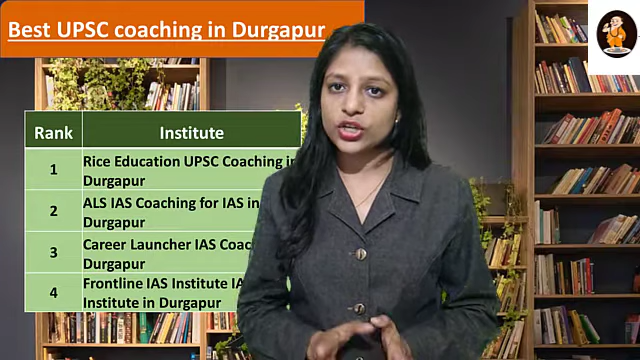 Best UPSC coaching in Durgapur
Rank Institute
1 Rice Education UPSC Coaching in
Durgapur
2 ALS IAS Coaching for IAS in
Durgapur
3 Career Launcher IAS Coac
Durgapur
4 Frontline IAS Institute IA
Institute in Durgapur